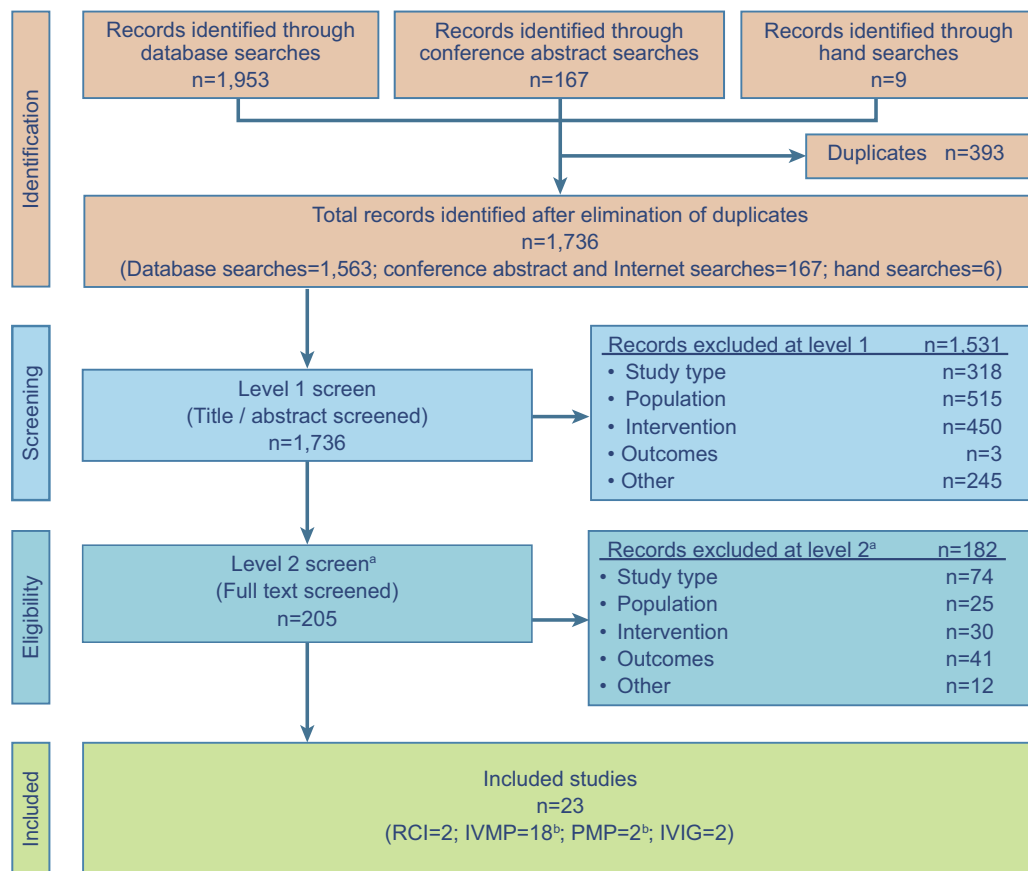 Identification
Records identified through
database searches
n=1,953
Records identified through
conference abstract searches
n=167
Records identified through
hand searches
n=9
Duplicates n=393
Total records identified after elimination of duplicates
n=1,736
(Database searches=1,563; conference abstract and Internet searches=167; hand searches=6)
Screening
Level 1 screen
(Title / abstract screened)
n=1,736
Records excluded at level 1 n=1,531
• Study type n=318
• Population n=515
• Intervention n=450
• Outcomes n=3
• Other n=245
Eligibility
Level 2 screenᵃ
(Full text screened)
n=205
Records excluded at level 2ᵃ n=182
• Study type n=74
• Population n=25
• Intervention n=30
• Outcomes n=41
• Other n=12
Included
Included studies
n=23
(RCI=2; IVMP=18ᵇ; PMP=2ᵇ; IVIG=2)